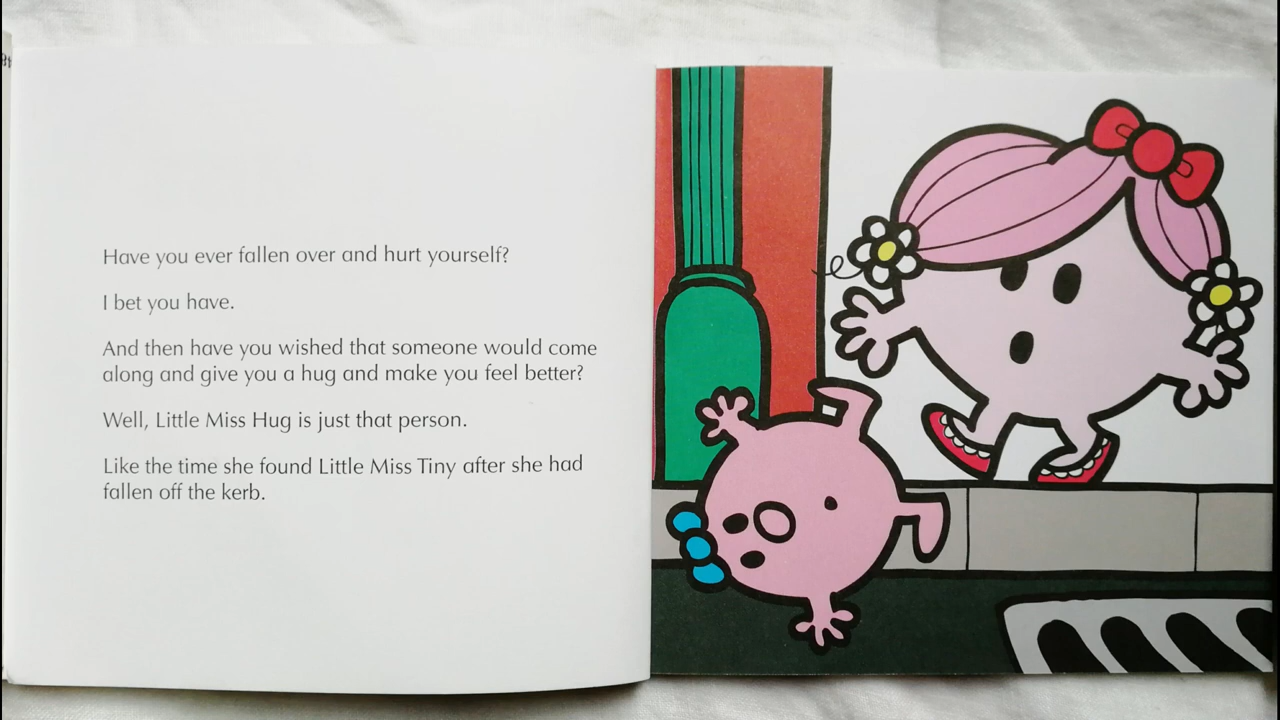 Have you ever fallen over and hurt yourself?
I bet you have.
And then have you wished that someone would come
along and give you a hug and make you feel better?
Well, Little Miss Hug is just that person.
Like the time she found Little Miss Tiny after she had
fallen off the kerb.